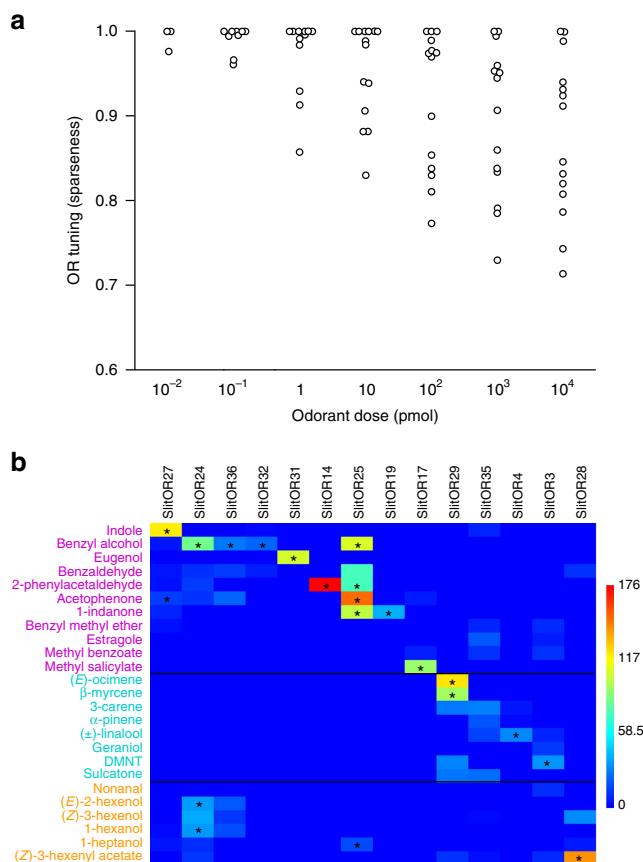 a
OR tuning (sparseness)
1.0
0.9
0.8
1.0
0.6
10⁻² 10⁻¹ 1 10 10² 10³ 10⁴
Odorant dose (pmol)
b
SlitOR27 SlitOR24 SlitOR36 SlitOR32 SlitOR31 SlitOR14 SlitOR25 SlitOR19 SlitOR17 SlitOR29 SlitOR35 SlitOR4 SlitOR3 SlitOR28
Indole
Benzyl alcohol
Eugenol
Benzaldehyde
2-phenylacetaldehyde
Acetophenone
1-indanone
Benzyl methyl ether
Estragole
Methyl benzoate
Methyl salicylate
(E)-ocimene
β-myrcene
3-carene
α-pinene
(±)-linalool
Geraniol
DMNT
Sulcatone
Nonanal
(E)-2-hexenol
(Z)-3-hexenol
1-hexanol
1-heptanol
(Z)-3-hexenyl acetate
176
117
58.5
0